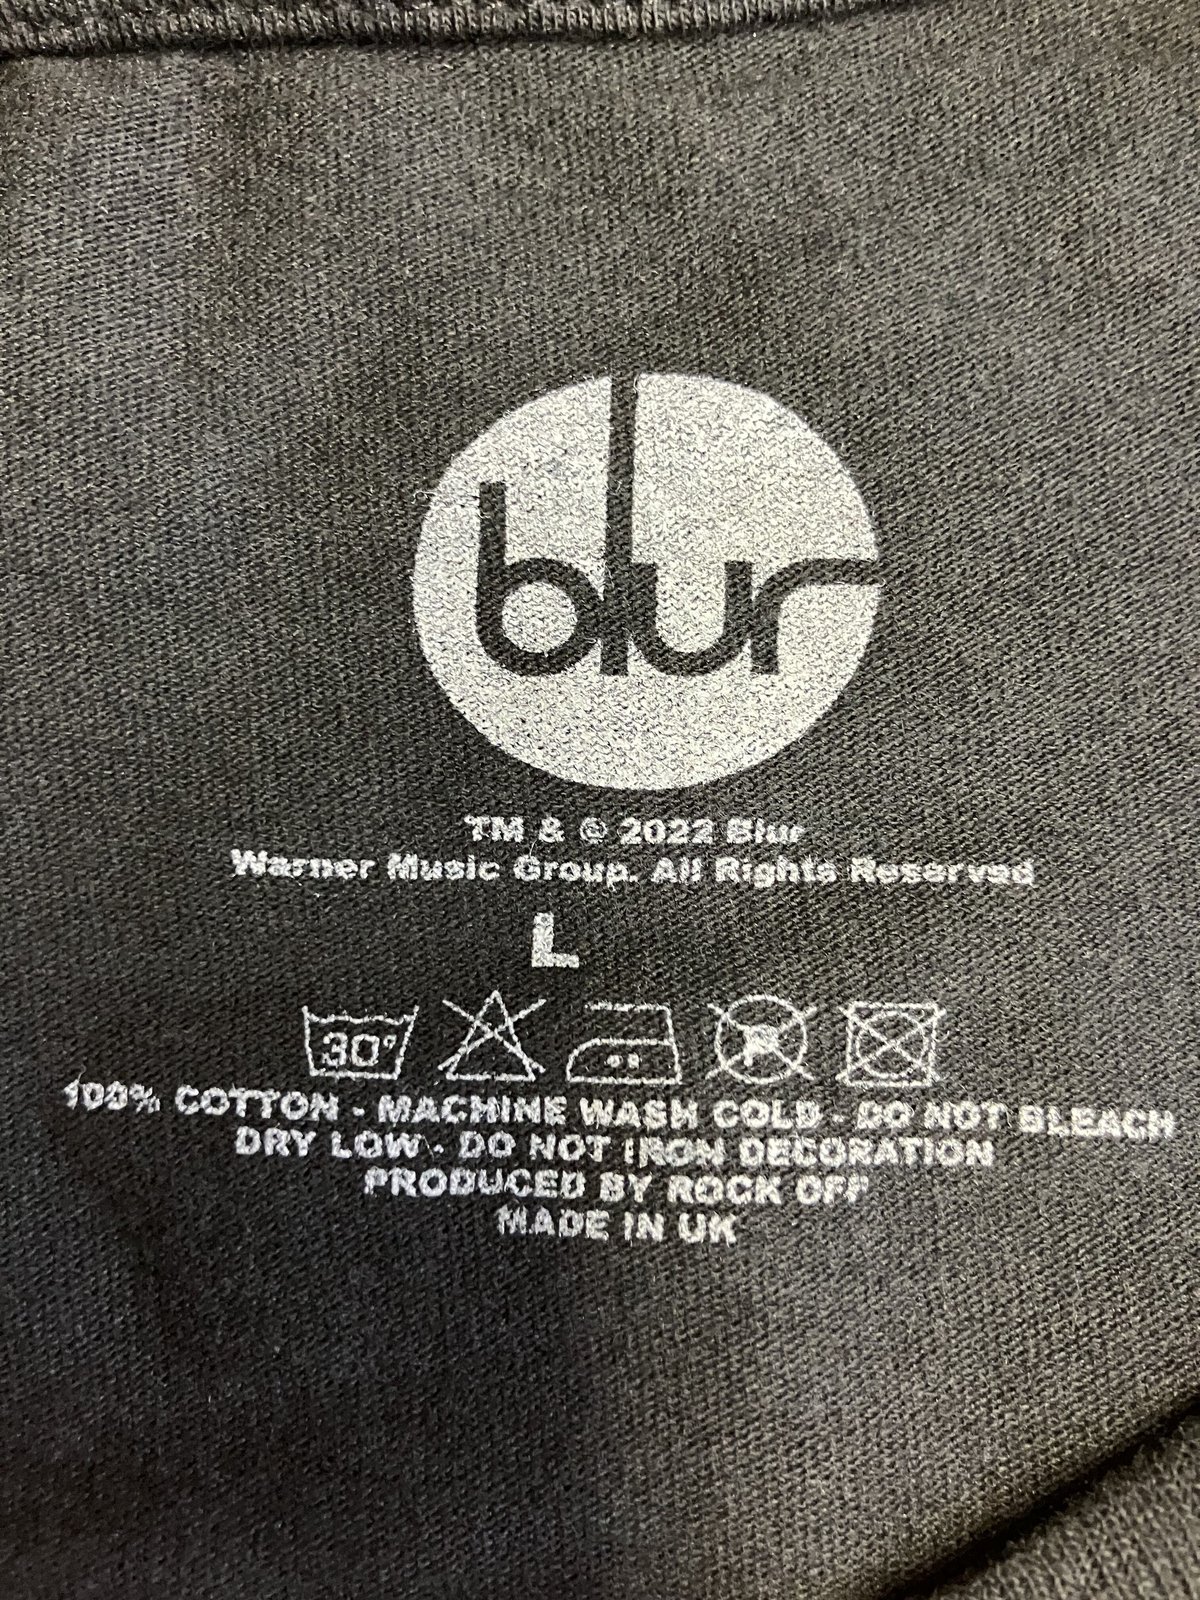 blur
TM & © 2022 Blur
Warner Music Group. All Rights Reserved
L
30°
P
100% COTTON - MACHINE WASH COLD - DO NOT BLEACH
DRY LOW - DO NOT IRON DECORATION
PRODUCED BY ROCK OFF
MADE IN UK